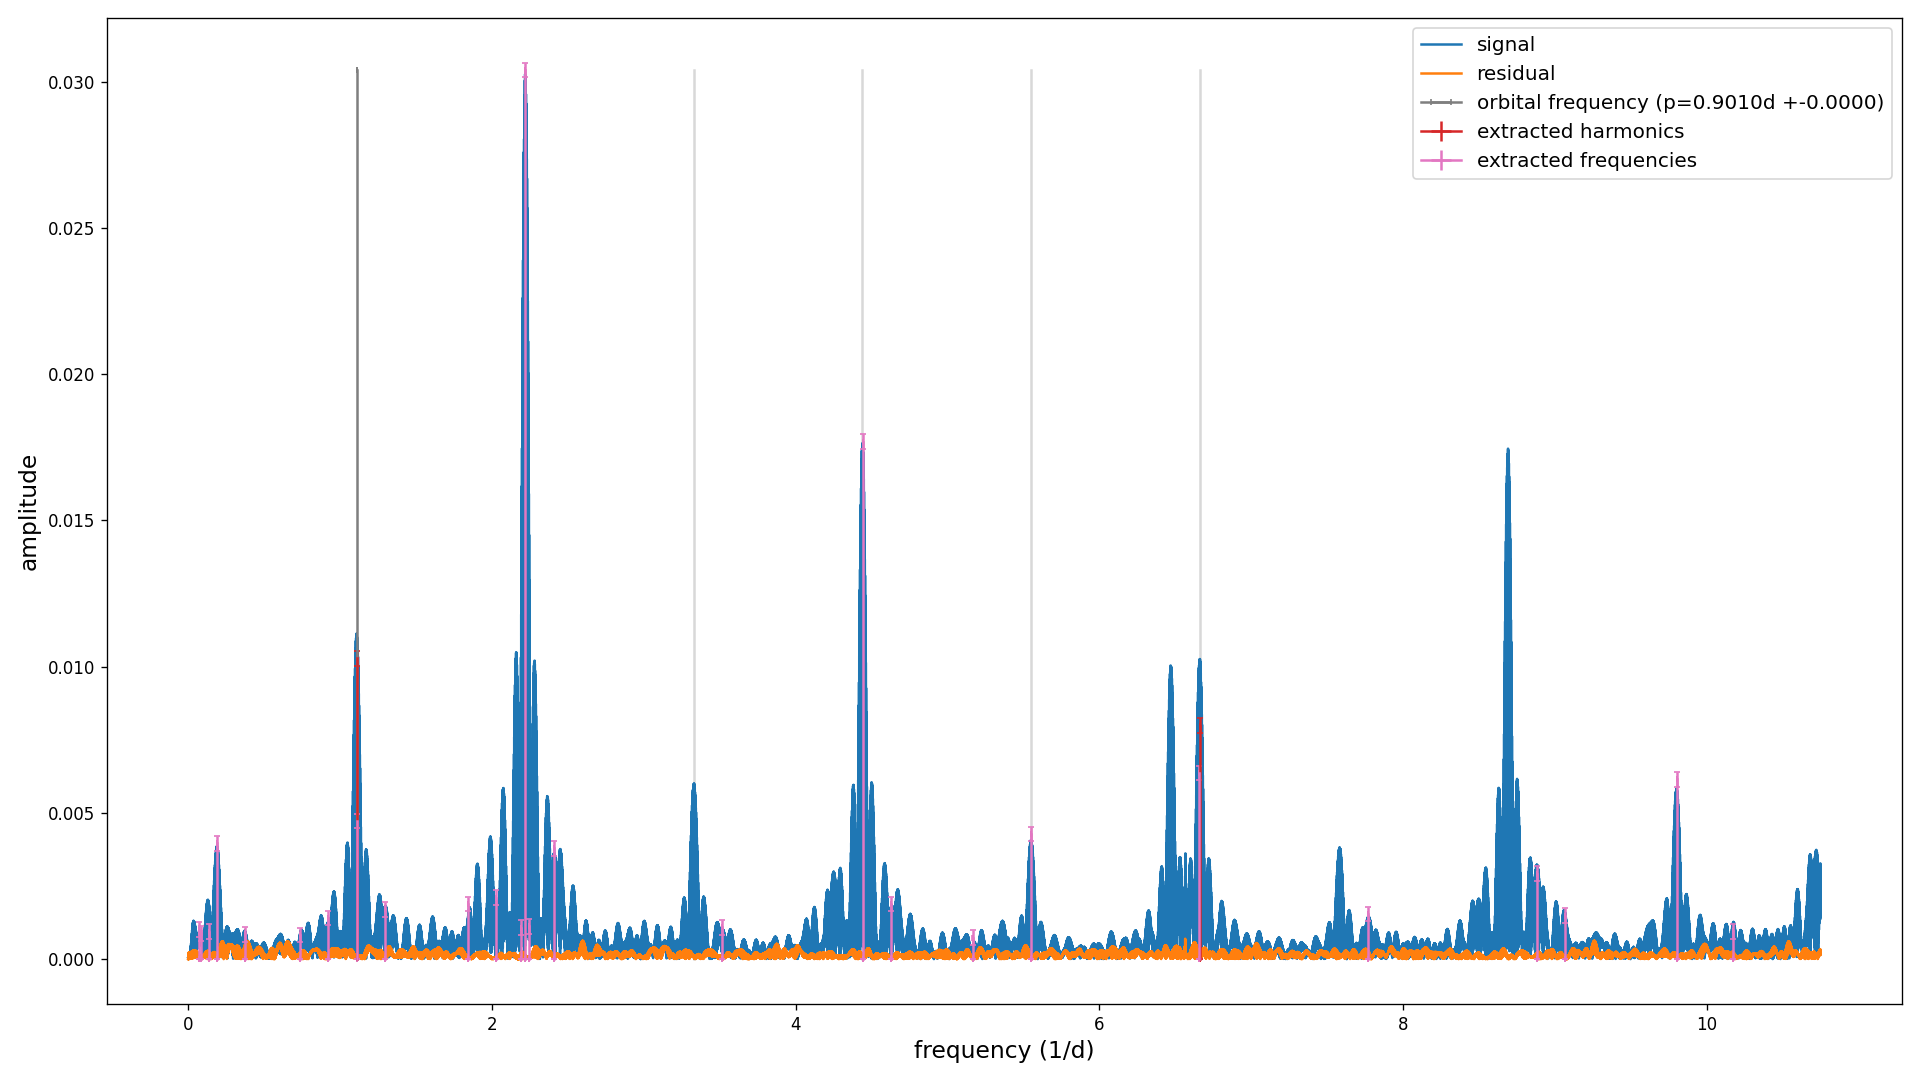 signal
residual
orbital frequency (p=0.9010d +-0.0000)
extracted harmonics
extracted frequencies
amplitude
0.030
0.025
0.020
0.015
0.010
0.005
0.000
0 2 4 6 8 10
frequency (1/d)